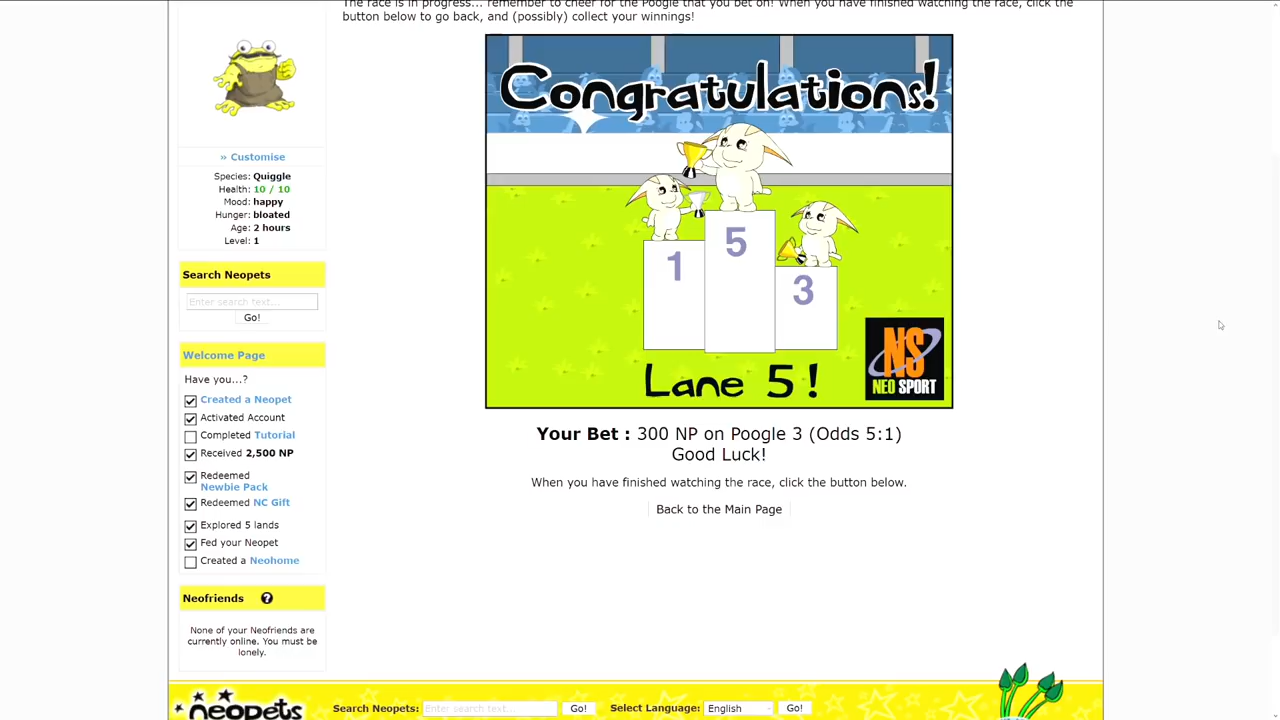 The race is in progress... remember to cheer for the Poogle that you bet on! When you have finished watching the race, click the
button below to go back, and (possibly) collect your winnings!
Congratulations!
5
1
3
NS
NEO SPORT
Lane 5!
Your Bet : 300 NP on Poogle 3 (Odds 5:1)
Good Luck!
When you have finished watching the race, click the button below.
Back to the Main Page
» Customise
Species: Quiggle
Health: 10 / 10
Mood: happy
Hunger: bloated
Age: 2 hours
Level: 1
Search Neopets
Enter search text...
Go!
Welcome Page
Have you...?
Created a Neopet
Activated Account
Completed Tutorial
Received 2,500 NP
Redeemed
Newbie Pack
Redeemed NC Gift
Explored 5 lands
Fed your Neopet
Created a Neohome
Neofriends ?
None of your Neofriends are
currently online. You must be
lonely.
neopets
Search Neopets: Enter search text... Go! Select Language: English Go!